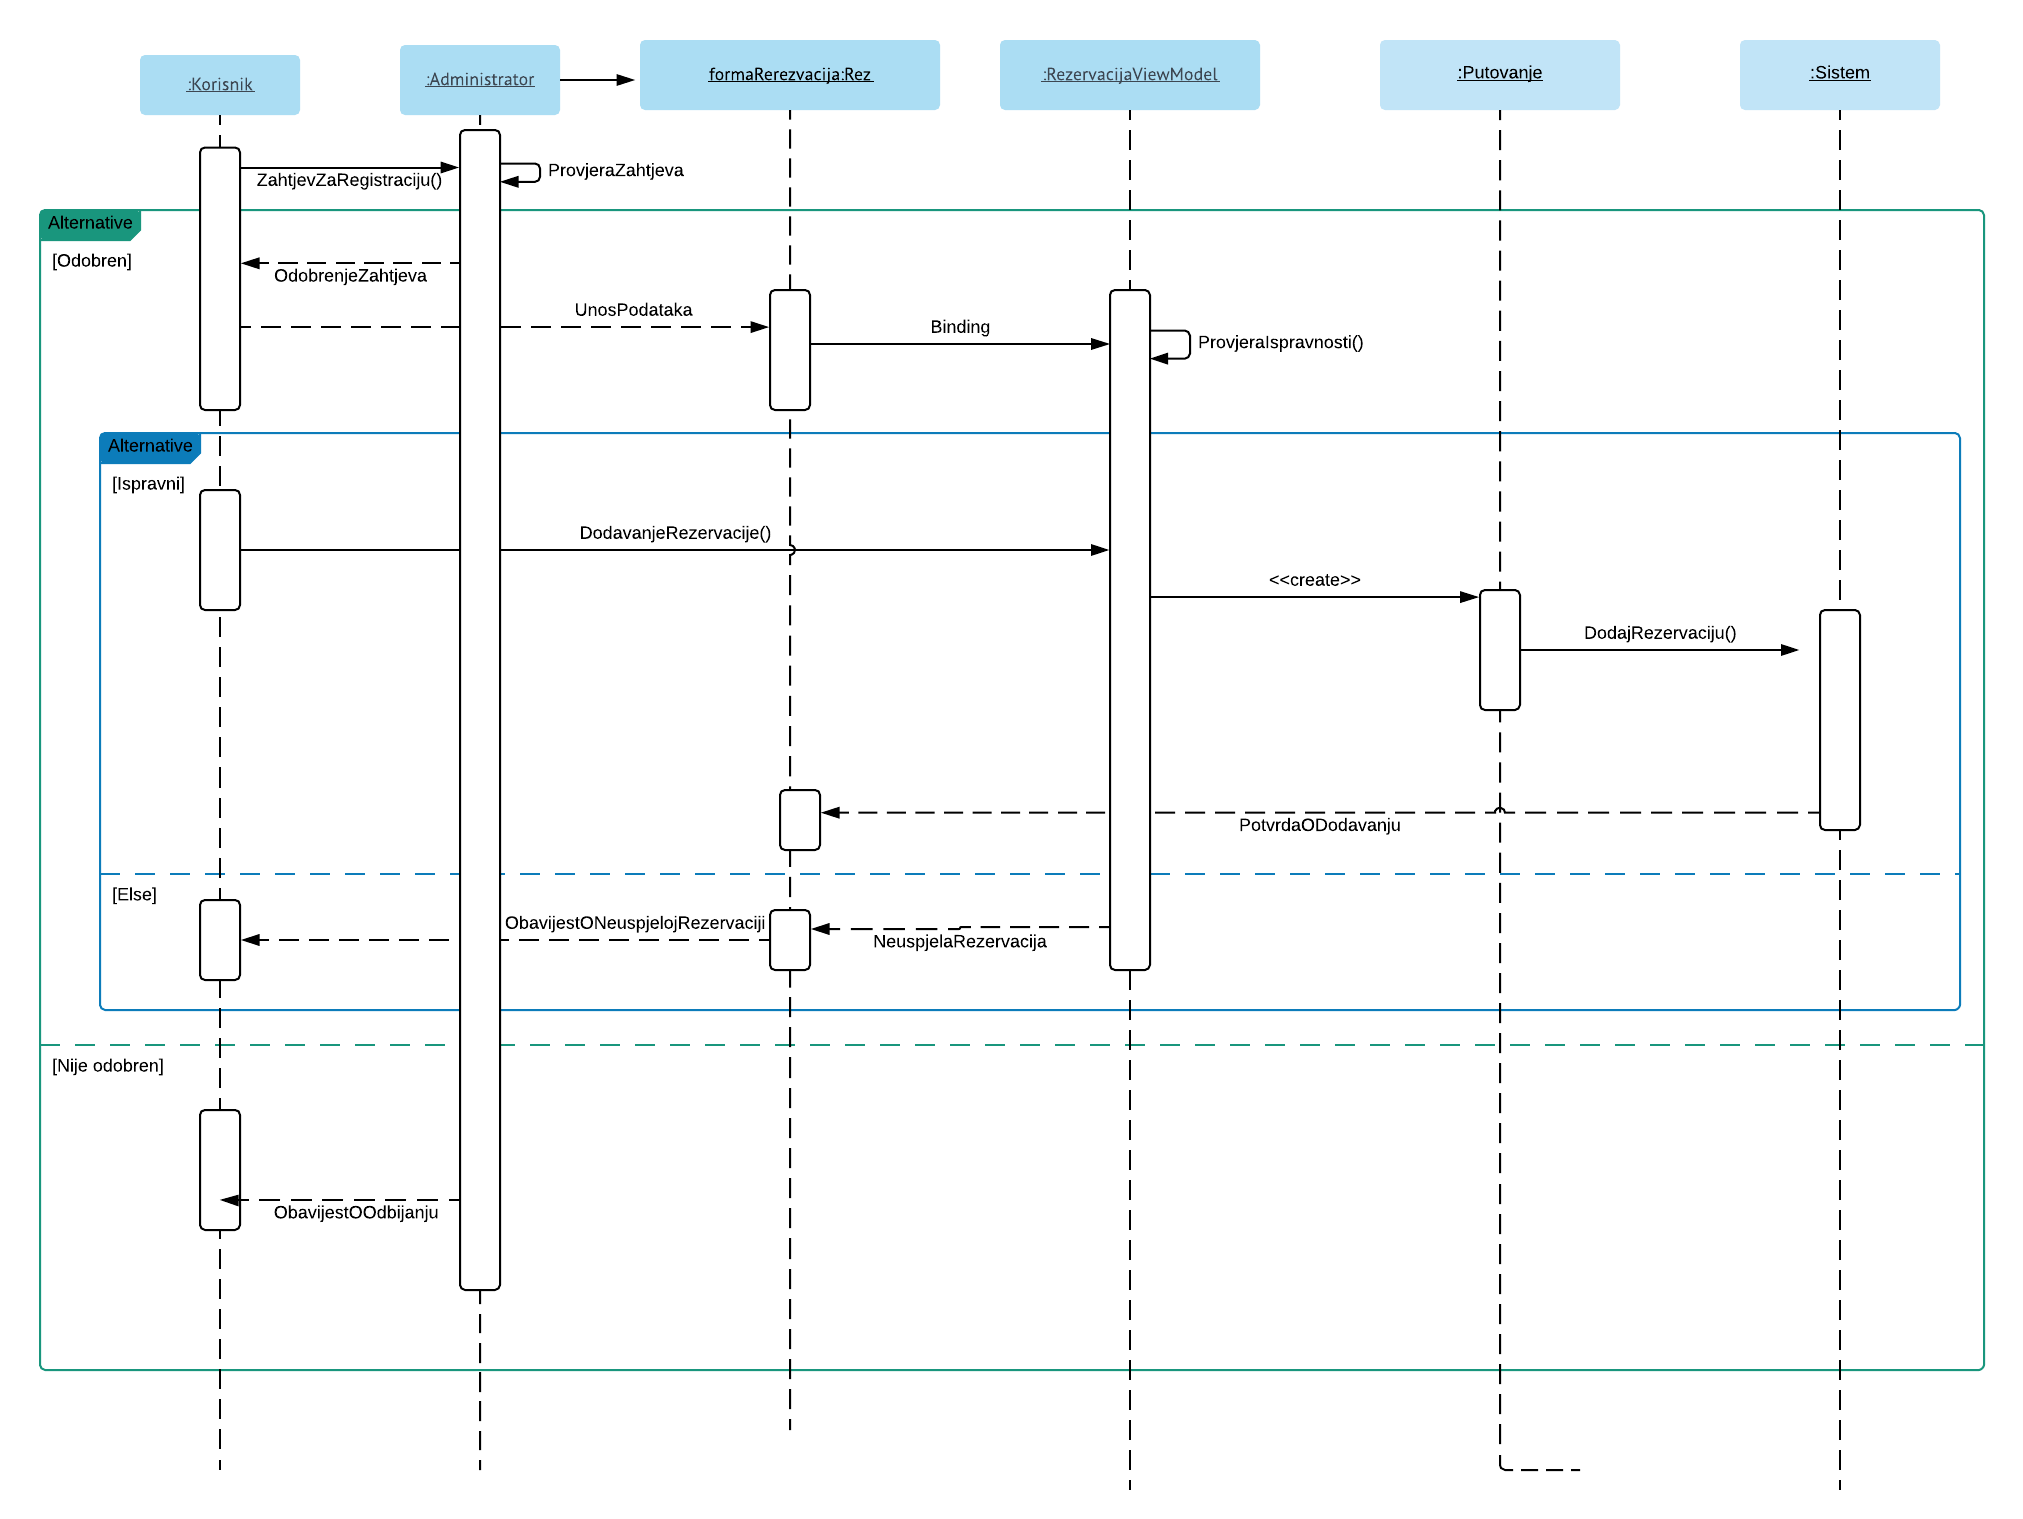 :Korisnik
:Administrator
formaRerezvacija:Rez
:RezervacijaViewModel
:Putovanje
:Sistem
ZahtjevZaRegistraciju()
ProvjeraZahtjeva
Alternative
[Odobren]
OdobrenjeZahtjeva
UnosPodataka
Binding
ProvjeraIspravnosti()
Alternative
[Ispravni]
DodavanjeRezervacije()
<<create>>
DodajRezervaciju()
PotvrdaODodavanju
[Else]
ObavijestONeuspjelojRezervaciji
NeuspjelaRezervacija
[Nije odobren]
ObavijestOOdbijanju